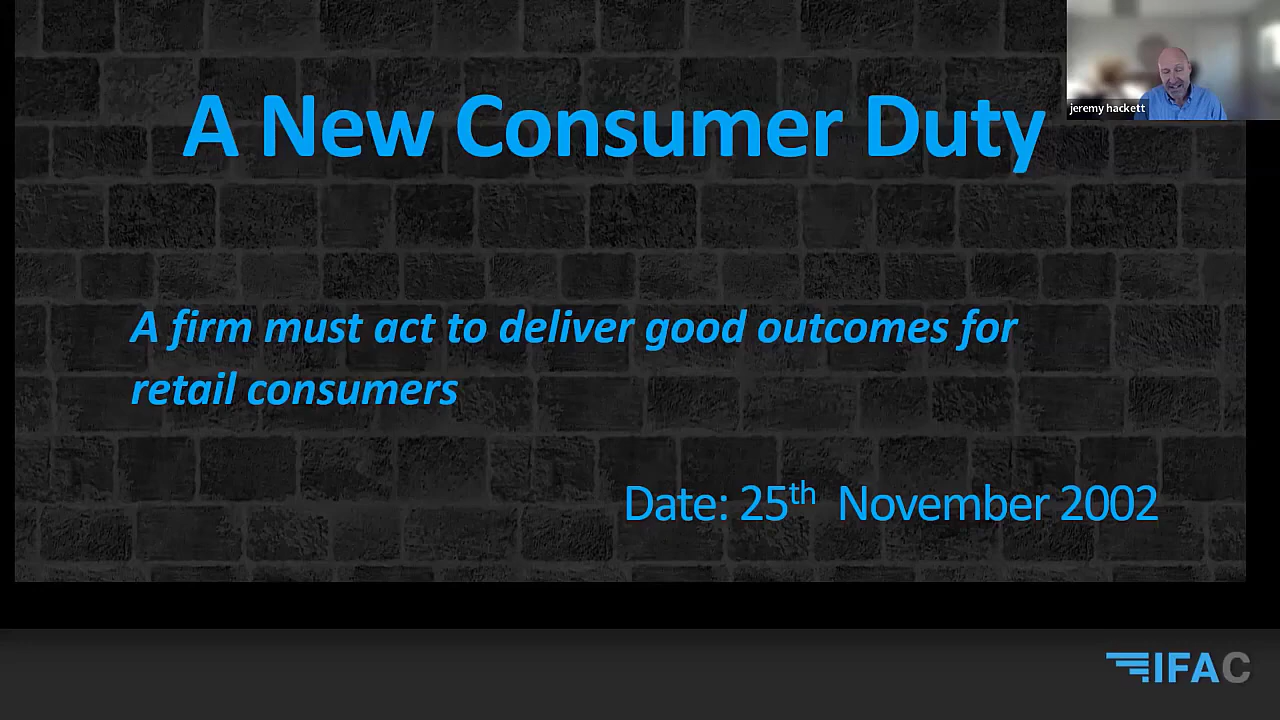 A New Consumer Duty
jeremy hackett
A firm must act to deliver good outcomes for
retail consumers
Date: 25th November 2002
IFAC